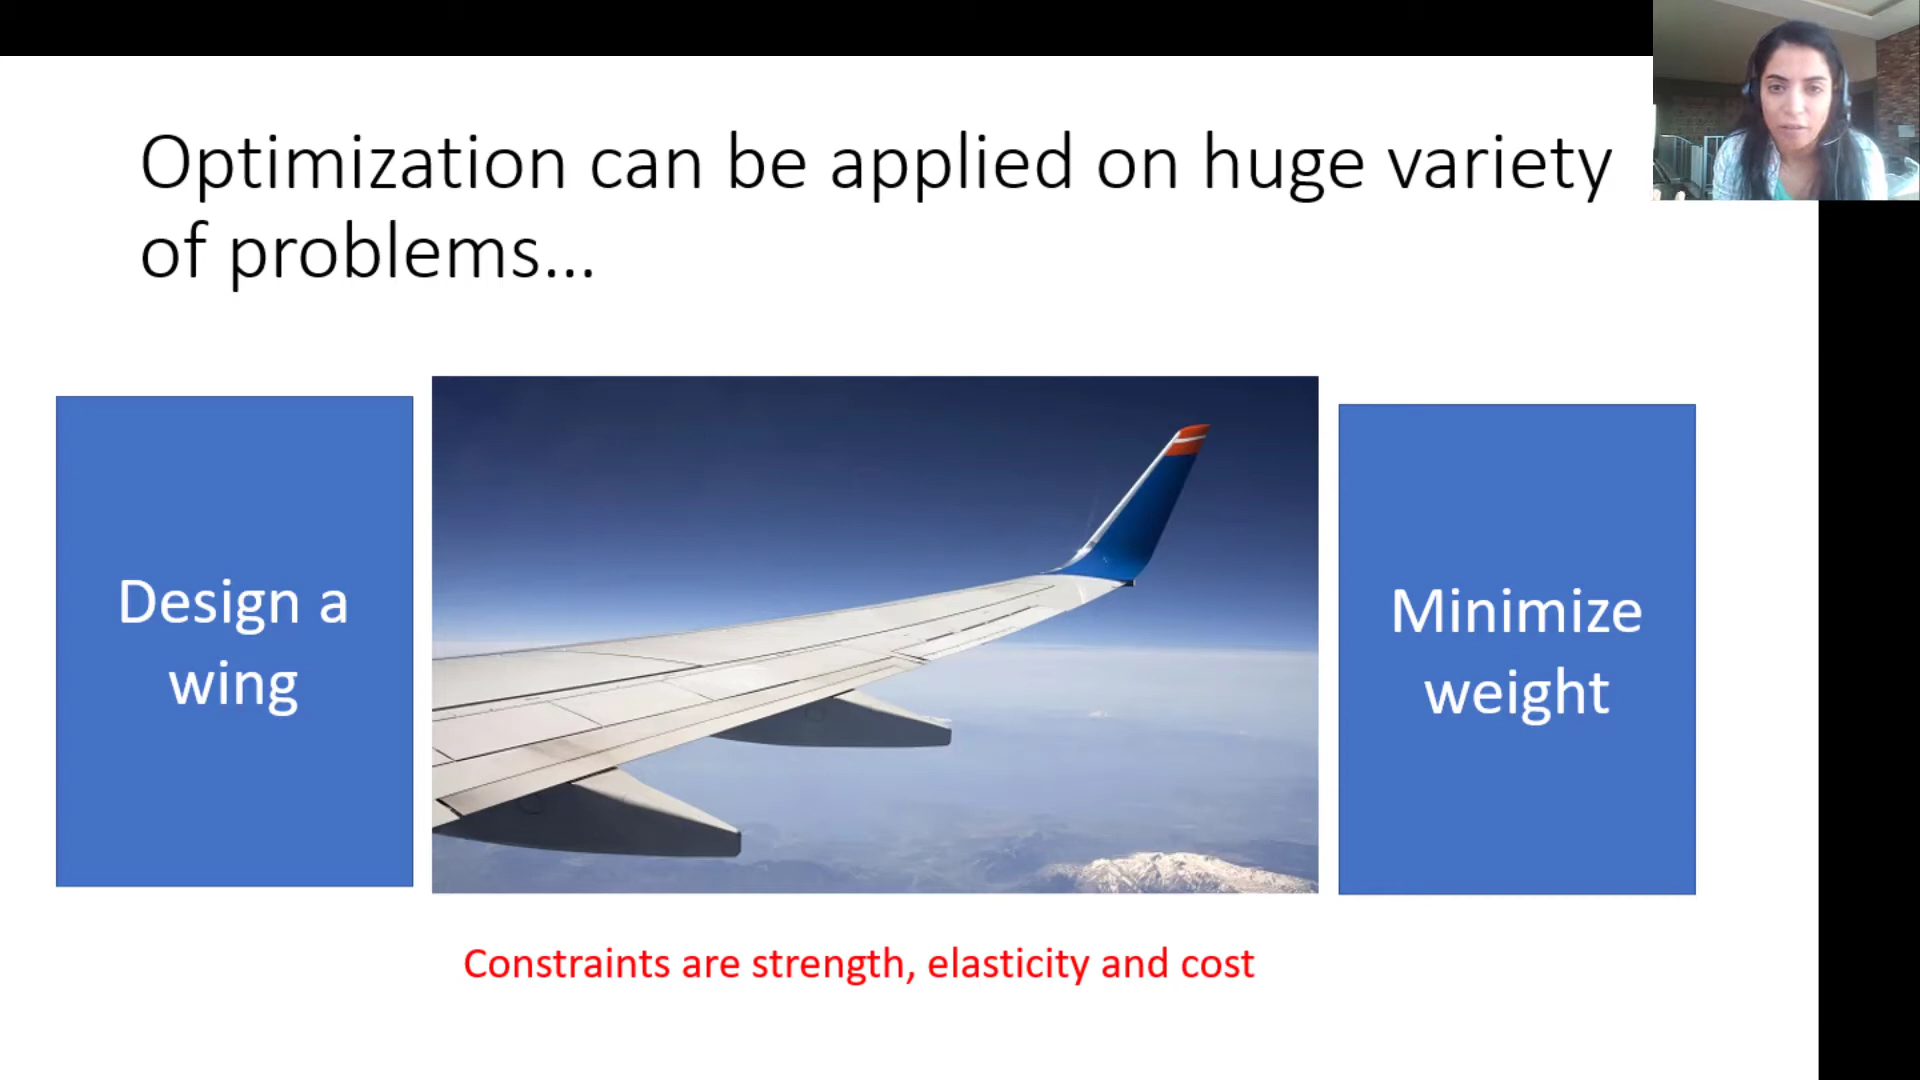 Optimization can be applied on huge variety
of problems...
Design a
wing
Minimize
weight
Constraints are strength, elasticity and cost